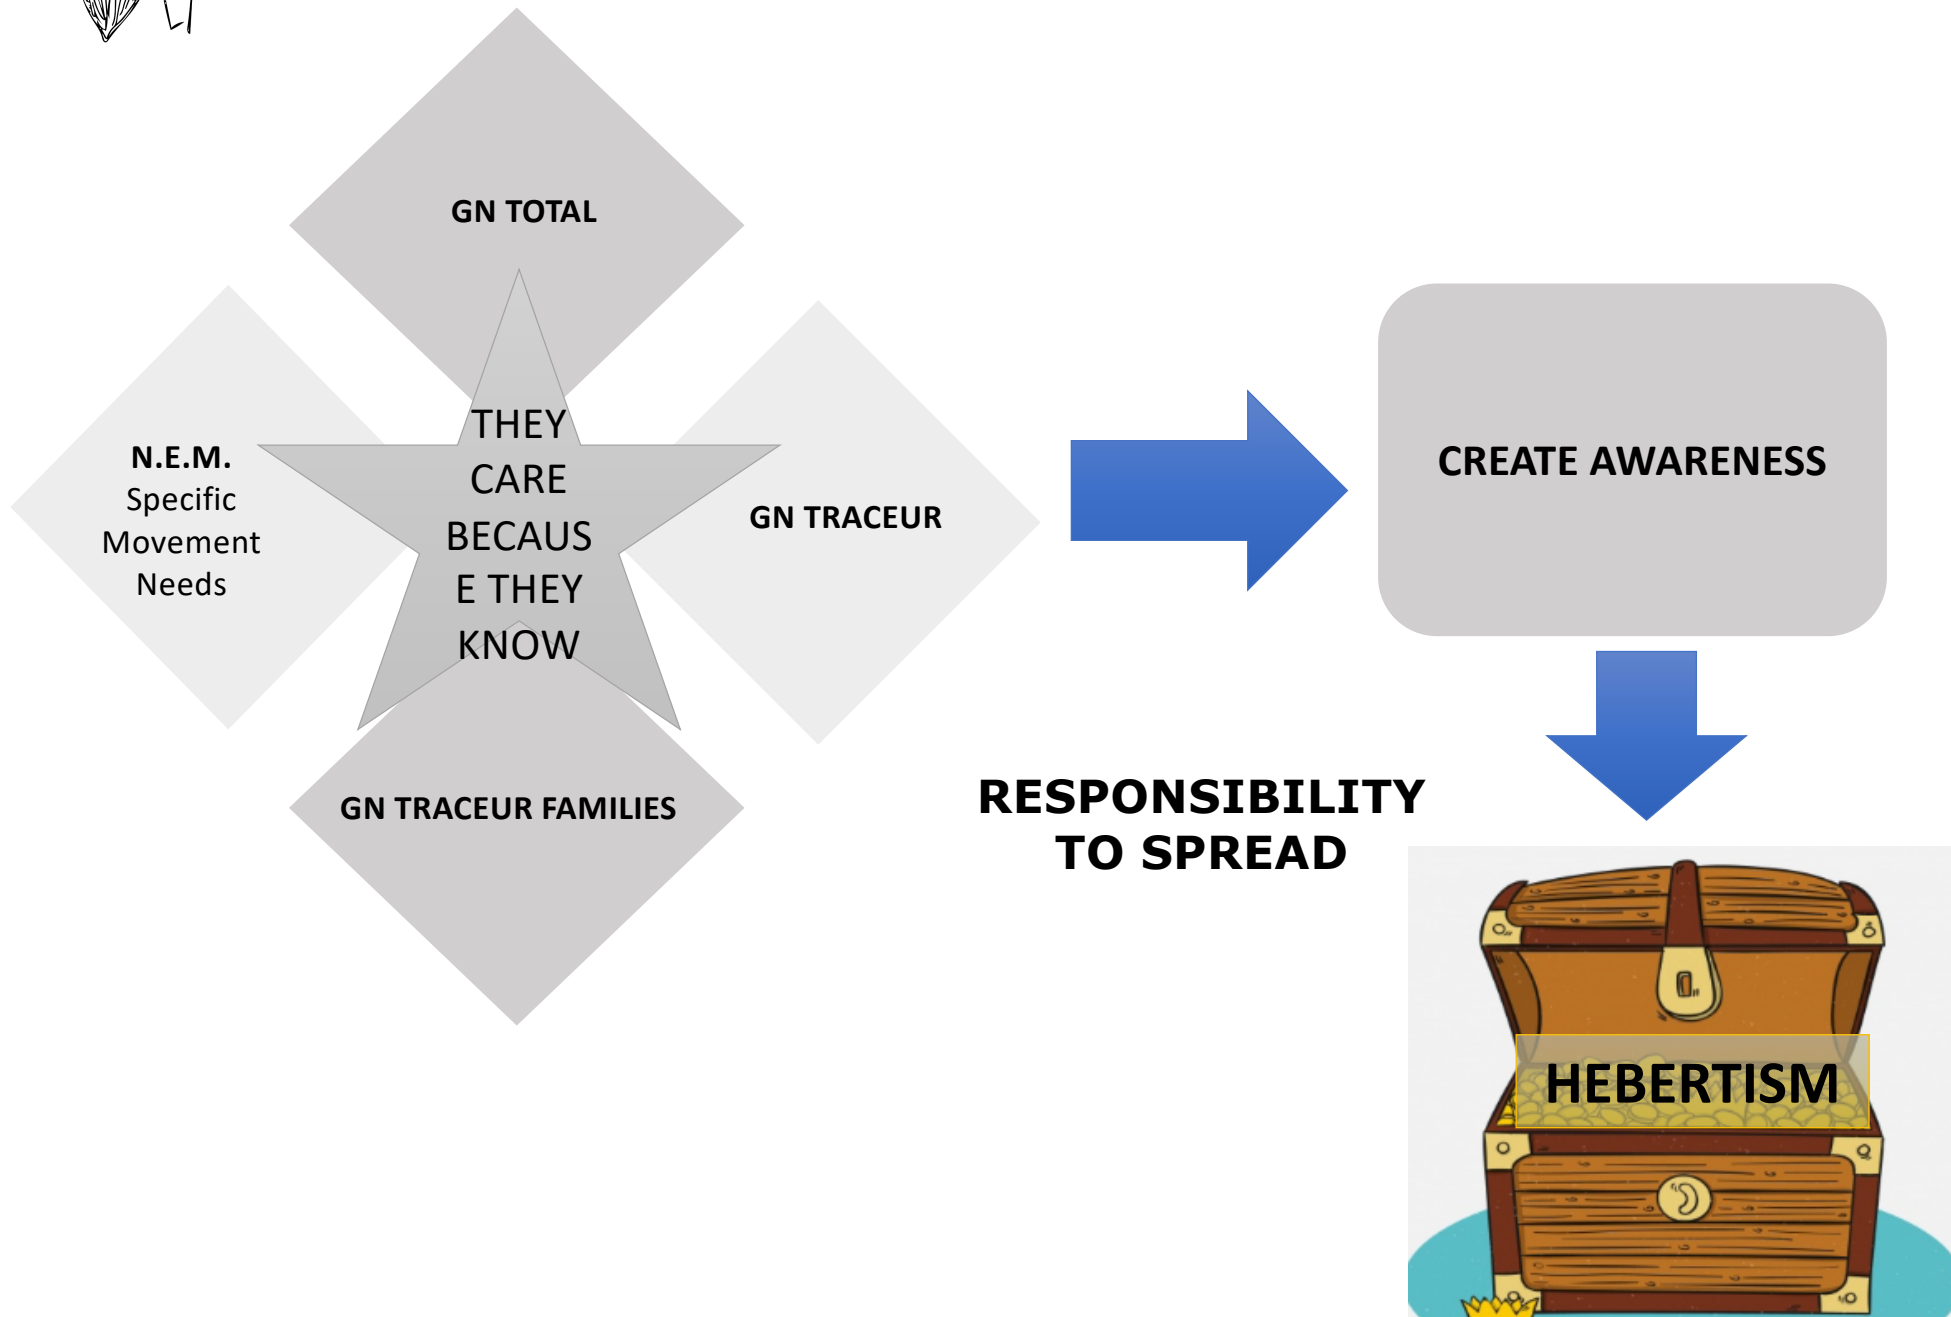 GN TOTAL
N.E.M.
Specific
Movement
Needs
THEY
CARE
BECAUS
E THEY
KNOW
GN TRACEUR
GN TRACEUR FAMILIES
CREATE AWARENESS
RESPONSIBILITY
TO SPREAD
HEBERTISM